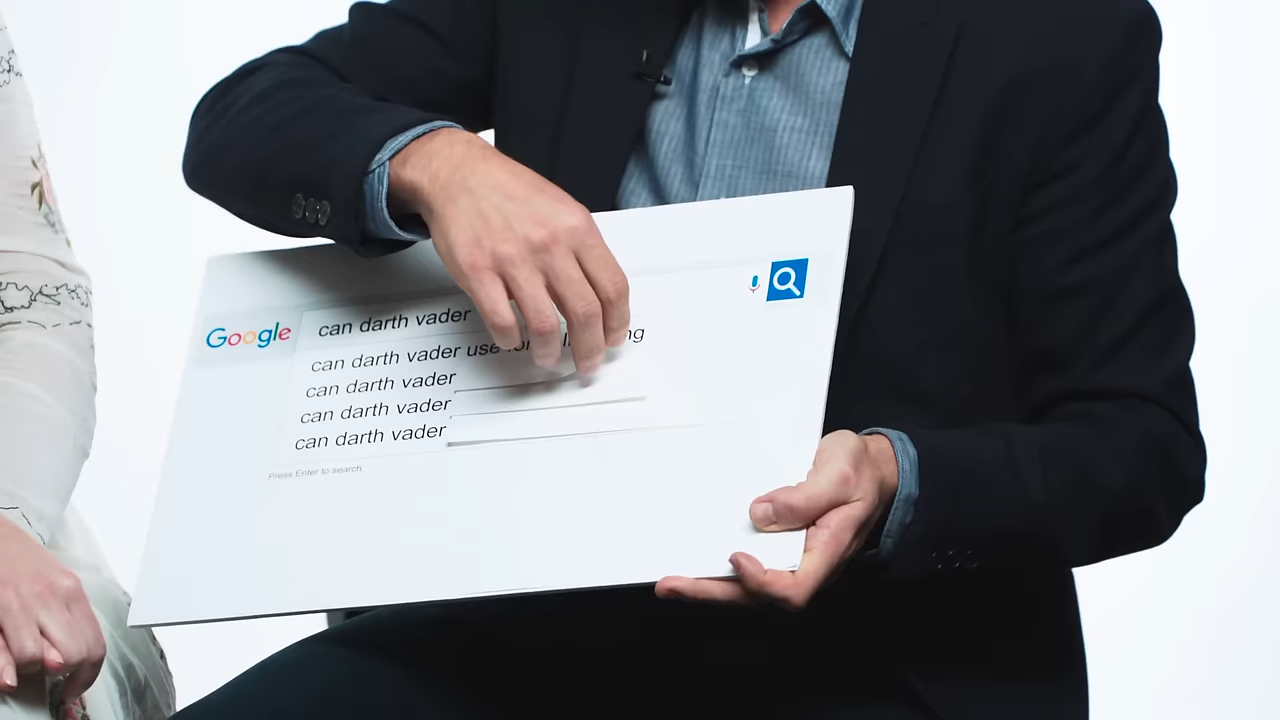 Google
can darth vader
can darth vader use
can darth vader
can darth vader
can darth vader
Press Enter to search.